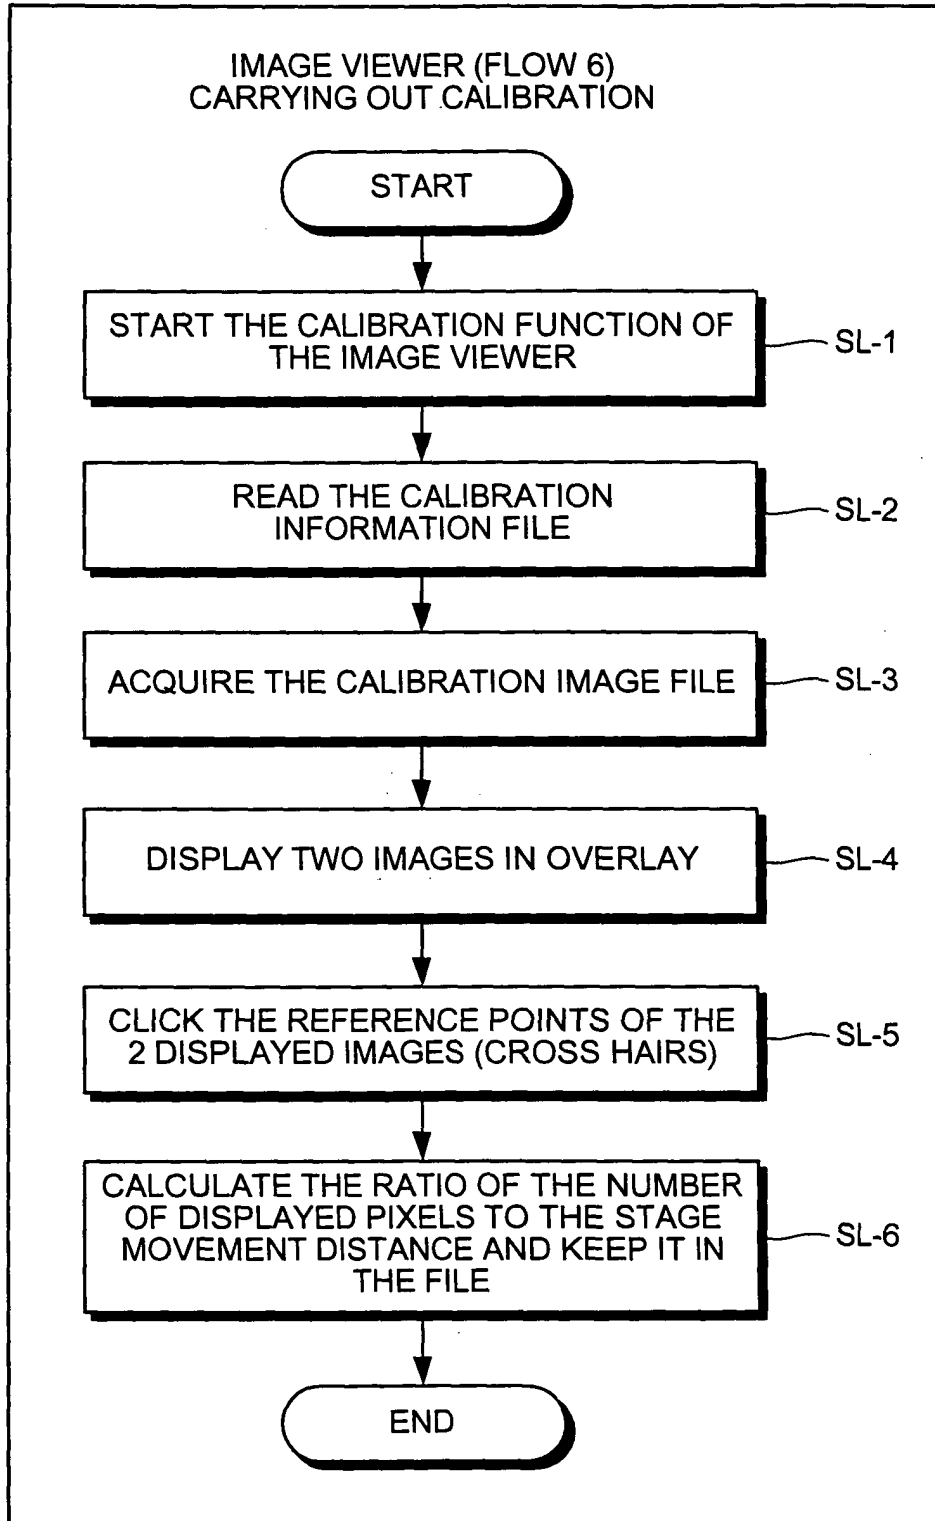 IMAGE VIEWER (FLOW 6)
CARRYING OUT CALIBRATION
START
START THE CALIBRATION FUNCTION OF
THE IMAGE VIEWER
SL-1
READ THE CALIBRATION
INFORMATION FILE
SL-2
ACQUIRE THE CALIBRATION IMAGE FILE
SL-3
DISPLAY TWO IMAGES IN OVERLAY
SL-4
CLICK THE REFERENCE POINTS OF THE
2 DISPLAYED IMAGES (CROSS HAIRS)
SL-5
CALCULATE THE RATIO OF THE NUMBER
OF DISPLAYED PIXELS TO THE STAGE
MOVEMENT DISTANCE AND KEEP IT IN
THE FILE
SL-6
END